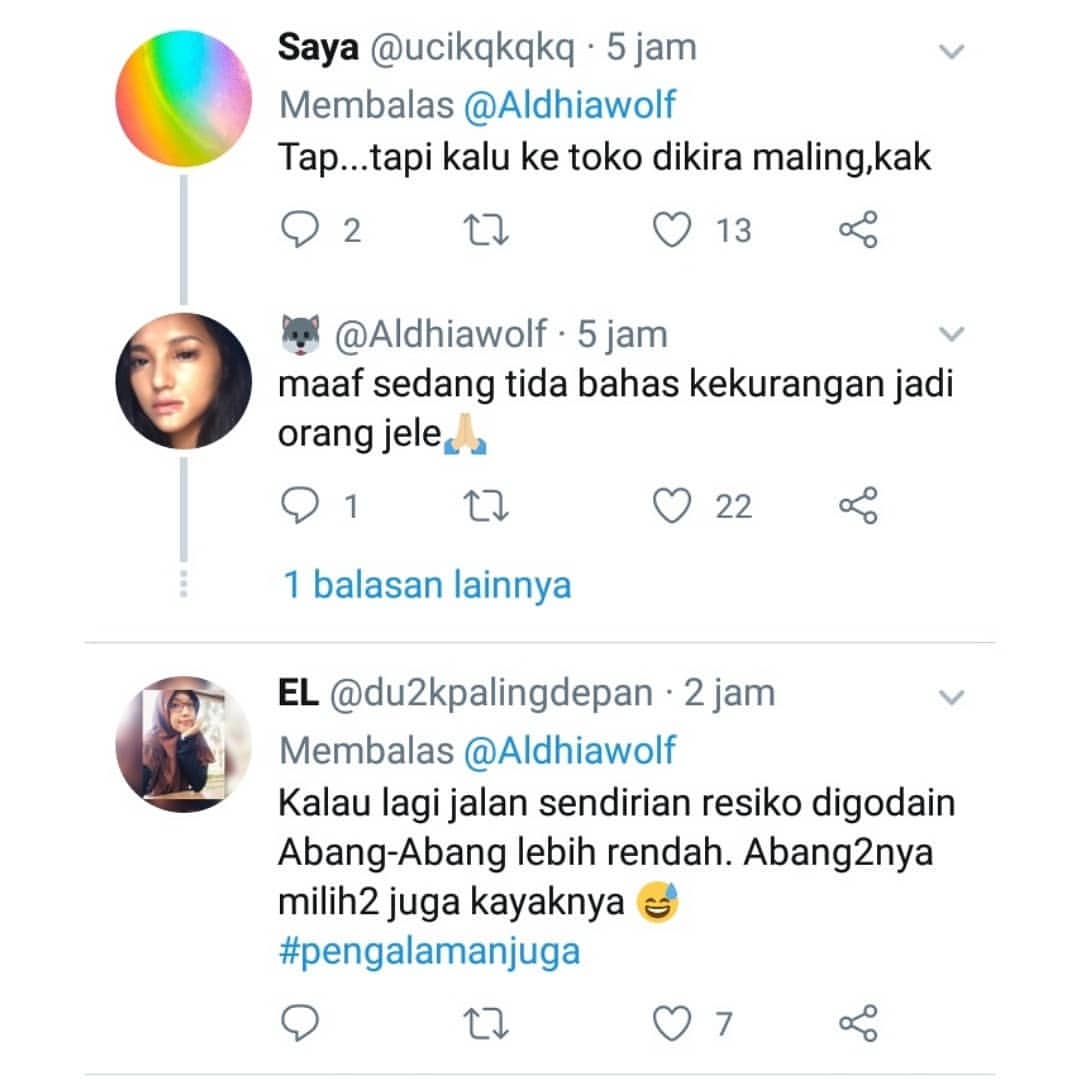 Saya @ucikqkqkq · 5 jam
Membalas @Aldhiawolf
Tap...tapi kalu ke toko dikira maling,kak
2 13
🐺 @Aldhiawolf · 5 jam
maaf sedang tida bahas kekurangan jadi
orang jele🙏🏼
1 22
1 balasan lainnya
EL @du2kpalingdepan · 2 jam
Membalas @Aldhiawolf
Kalau lagi jalan sendirian resiko digodain
Abang-Abang lebih rendah. Abang2nya
milih2 juga kayaknya 😅
#pengalamanjuga
7